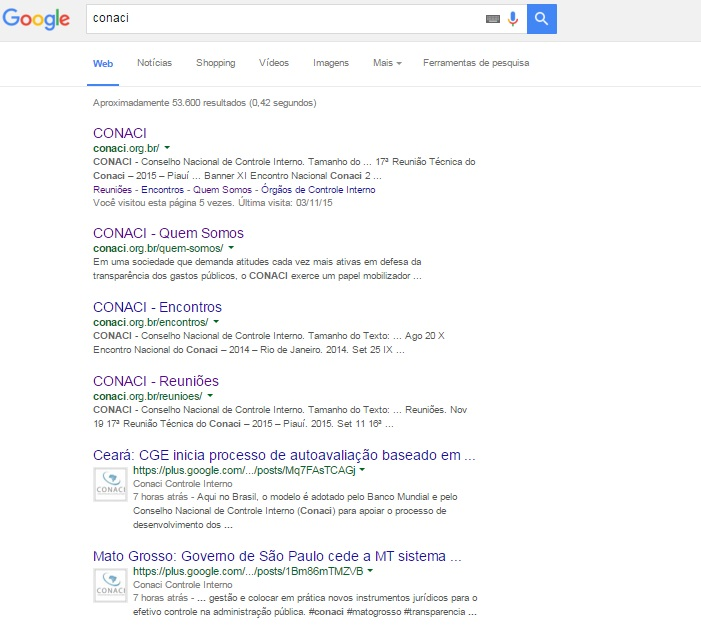 Google
conaci
Web Notícias Shopping Vídeos Imagens Mais Ferramentas de pesquisa
Aproximadamente 53.600 resultados (0,42 segundos)
CONACI
conaci.org.br/
CONACI - Conselho Nacional de Controle Interno. Tamanho do ... 17ª Reunião Técnica do
Conaci – 2015 – Piauí ... Banner XI Encontro Nacional Conaci 2 ...
Reuniões - Encontros - Quem Somos - Órgãos de Controle Interno
Você visitou esta página 5 vezes. Última visita: 03/11/15
CONACI - Quem Somos
conaci.org.br/quem-somos/
Em uma sociedade que demanda atitudes cada vez mais ativas em defesa da
transparência dos gastos públicos, o CONACI exerce um papel mobilizador ...
CONACI - Encontros
conaci.org.br/encontros/
CONACI - Conselho Nacional de Controle Interno. Tamanho do Texto: ... Ago 20 X
Encontro Nacional do Conaci – 2014 – Rio de Janeiro. 2014. Set 25 IX ...
CONACI - Reuniões
conaci.org.br/reunioes/
CONACI - Conselho Nacional de Controle Interno. Tamanho do Texto: ... Reuniões. Nov
19 17ª Reunião Técnica do Conaci – 2015 – Piauí. 2015. Set 11 16ª ...
Ceará: CGE inicia processo de autoavaliação baseado em ...
https://plus.google.com/.../posts/Mq7FAsTCAGj
CONACI
Conaci Controle Interno
7 horas atrás - Aqui no Brasil, o modelo é adotado pelo Banco Mundial e pelo
Conselho Nacional de Controle Interno (Conaci) para apoiar o processo de
desenvolvimento dos ...
Mato Grosso: Governo de São Paulo cede a MT sistema ...
https://plus.google.com/.../posts/1Bm86mTMZVB
CONACI
Conaci Controle Interno
7 horas atrás - ... gestão e colocar em prática novos instrumentos jurídicos para o
efetivo controle na administração pública. #conaci #matogrosso #transparencia ...